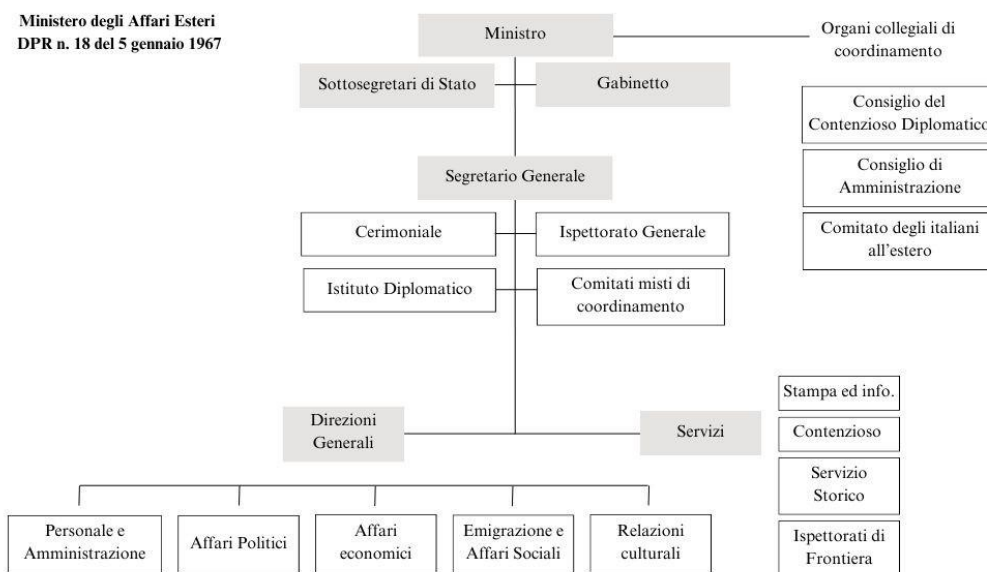 Ministero degli Affari Esteri
DPR n. 18 del 5 gennaio 1967
Ministro
Organi collegiali di
coordinamento
Sottosegretari di Stato
Gabinetto
Consiglio del
Contenzioso Diplomatico
Consiglio di
Amministrazione
Comitato degli italiani
all'estero
Segretario Generale
Cerimoniale
Ispettorato Generale
Istituto Diplomatico
Comitati misti di
coordinamento
Direzioni
Generali
Servizi
Stampa ed info.
Contenzioso
Servizio
Storico
Ispettorati di
Frontiera
Personale e
Amministrazione
Affari Politici
Affari
economici
Emigrazione e
Affari Sociali
Relazioni
culturali